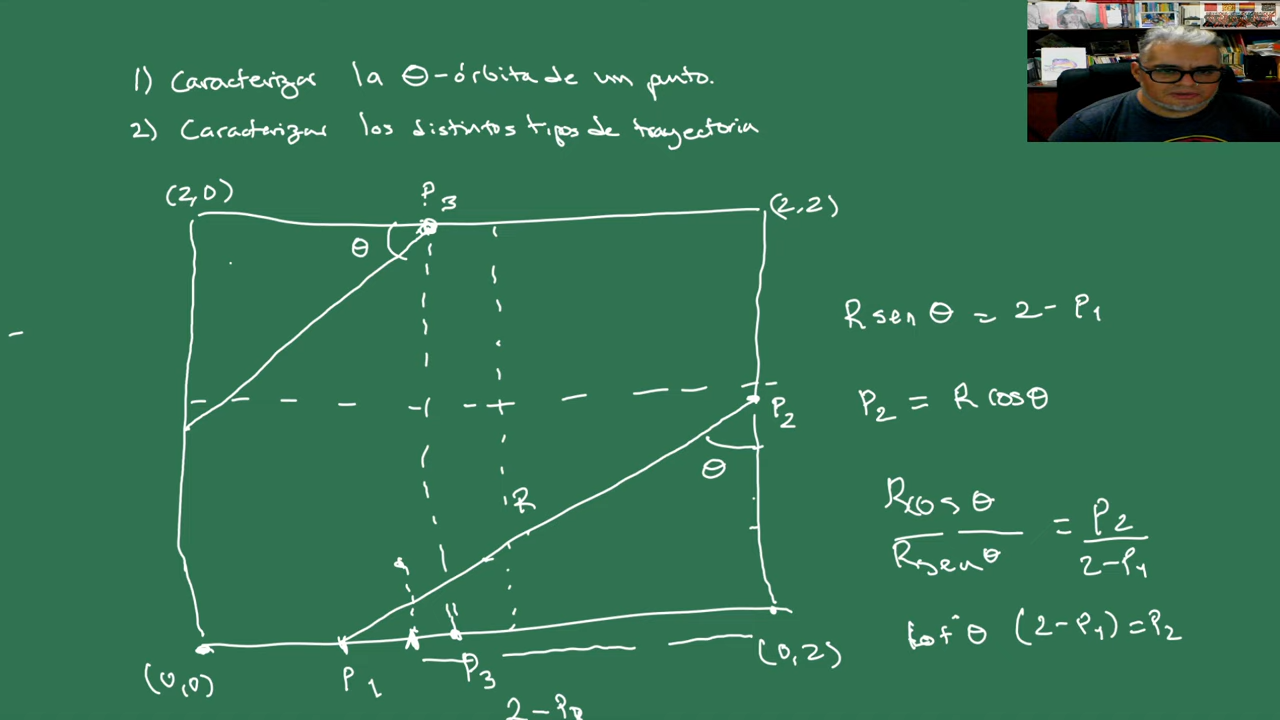 1) Caracterizar la θ-órbita de un punto.
2) Caracterizar los distintos tipos de trayectoria
(2,0)
P3
(2,2)
θ
R sen θ = 2 - P1
P2
P2 = R cos θ
θ
R
R cos θ / R sen θ = P2 / 2-P1
cot θ (2-P1) = P2
(0,0)
P1
P3
(0,2)